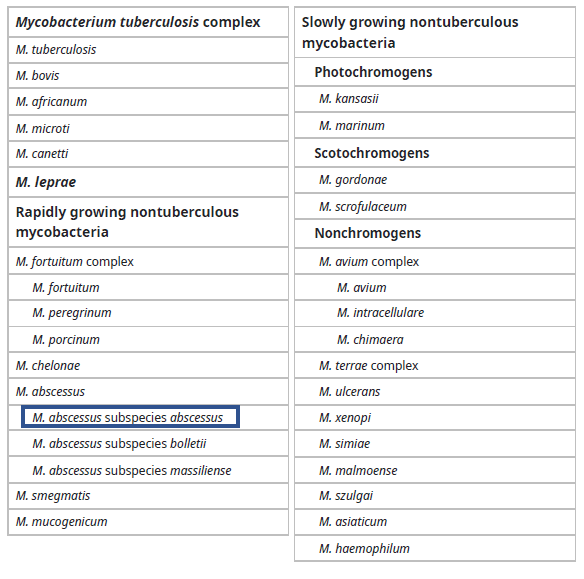 Mycobacterium tuberculosis complex
M. tuberculosis
M. bovis
M. africanum
M. microti
M. canetti
M. leprae
Rapidly growing nontuberculous
mycobacteria
M. fortuitum complex
M. fortuitum
M. peregrinum
M. porcinum
M. chelonae
M. abscessus
M. abscessus subspecies abscessus
M. abscessus subspecies bolletii
M. abscessus subspecies massiliense
M. smegmatis
M. mucogenicum
Slowly growing nontuberculous
mycobacteria
Photochromogens
M. kansasii
M. marinum
Scotochromogens
M. gordonae
M. scrofulaceum
Nonchromogens
M. avium complex
M. avium
M. intracellulare
M. chimaera
M. terrae complex
M. ulcerans
M. xenopi
M. simiae
M. malmoense
M. szulgai
M. asiaticum
M. haemophilum